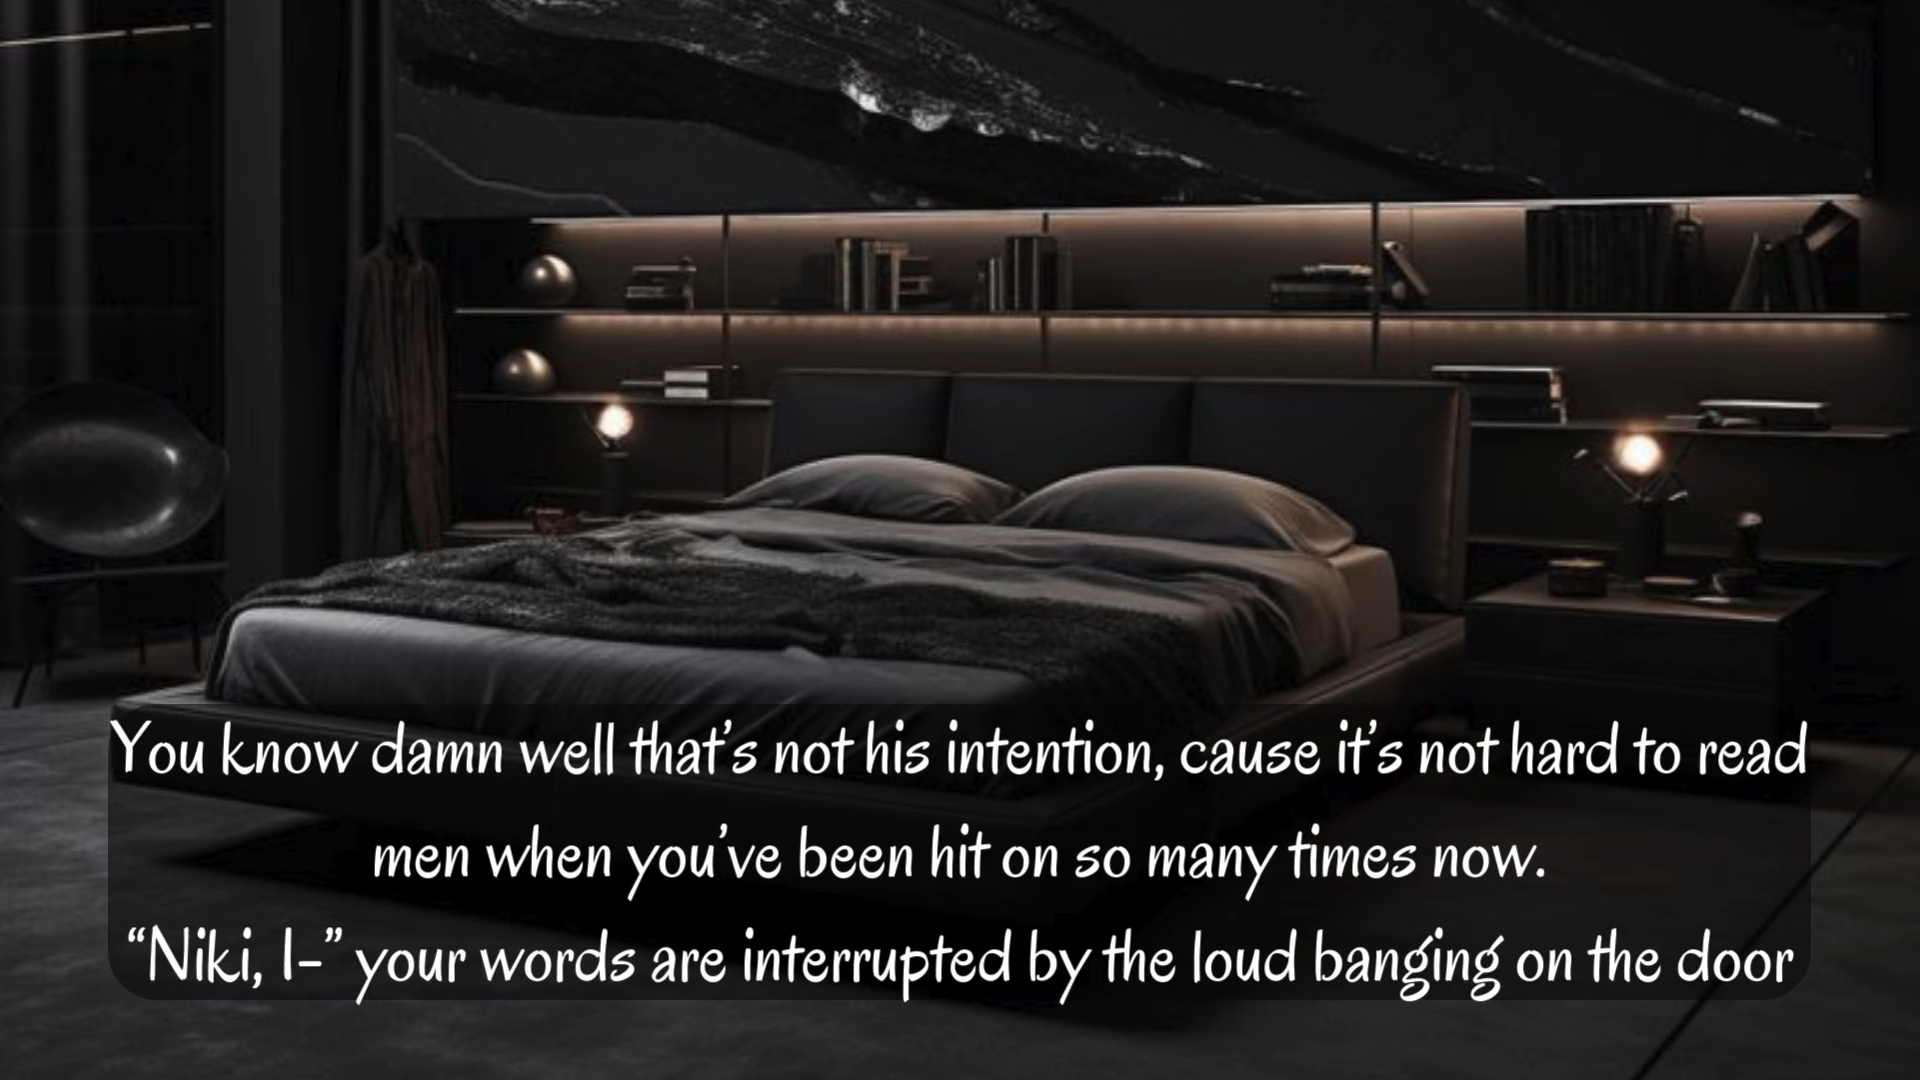 You know damn well that’s not his intention, cause it’s not hard to read
men when you’ve been hit on so many times now.
“Niki, I-” your words are interrupted by the loud banging on the door